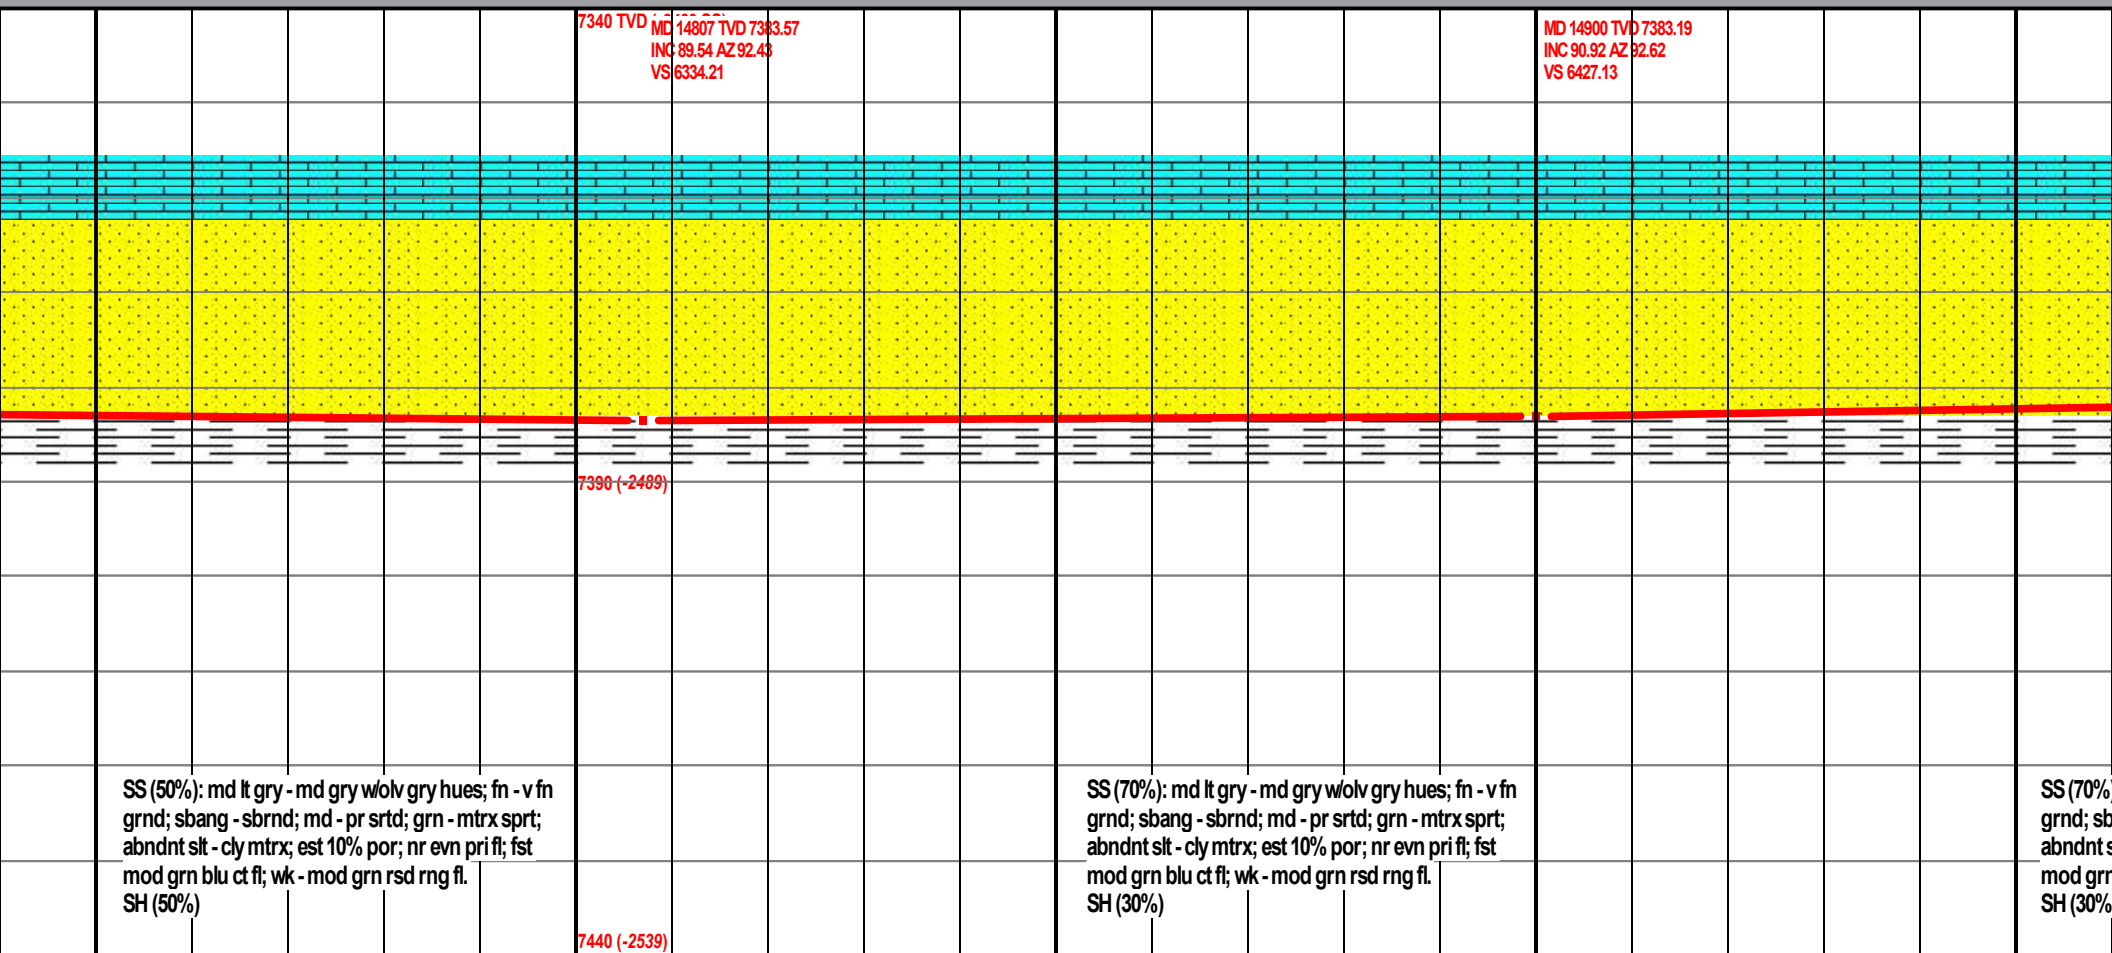 7340 TVD
MD 14807 TVD 7383.57
INC 89.54 AZ 92.43
VS 6334.21
MD 14900 TVD 7383.19
INC 90.92 AZ 92.62
VS 6427.13
7390 (-2489)
SS (50%): md lt gry - md gry w/olv gry hues; fn - v fn
grnd; sbang - sbrnd; md - pr srtd; grn - mtrx sprt;
abndnt slt - cly mtrx; est 10% por; nr evn pri fl; fst
mod grn blu ct fl; wk - mod grn rsd rng fl.
SH (50%)
SS (70%): md lt gry - md gry w/olv gry hues; fn - v fn
grnd; sbang - sbrnd; md - pr srtd; grn - mtrx sprt;
abndnt slt - cly mtrx; est 10% por; nr evn pri fl; fst
mod grn blu ct fl; wk - mod grn rsd rng fl.
SH (30%)
SS (70%)
grnd; sb
abndnt s
mod grn
SH (30%
7440 (-2539)